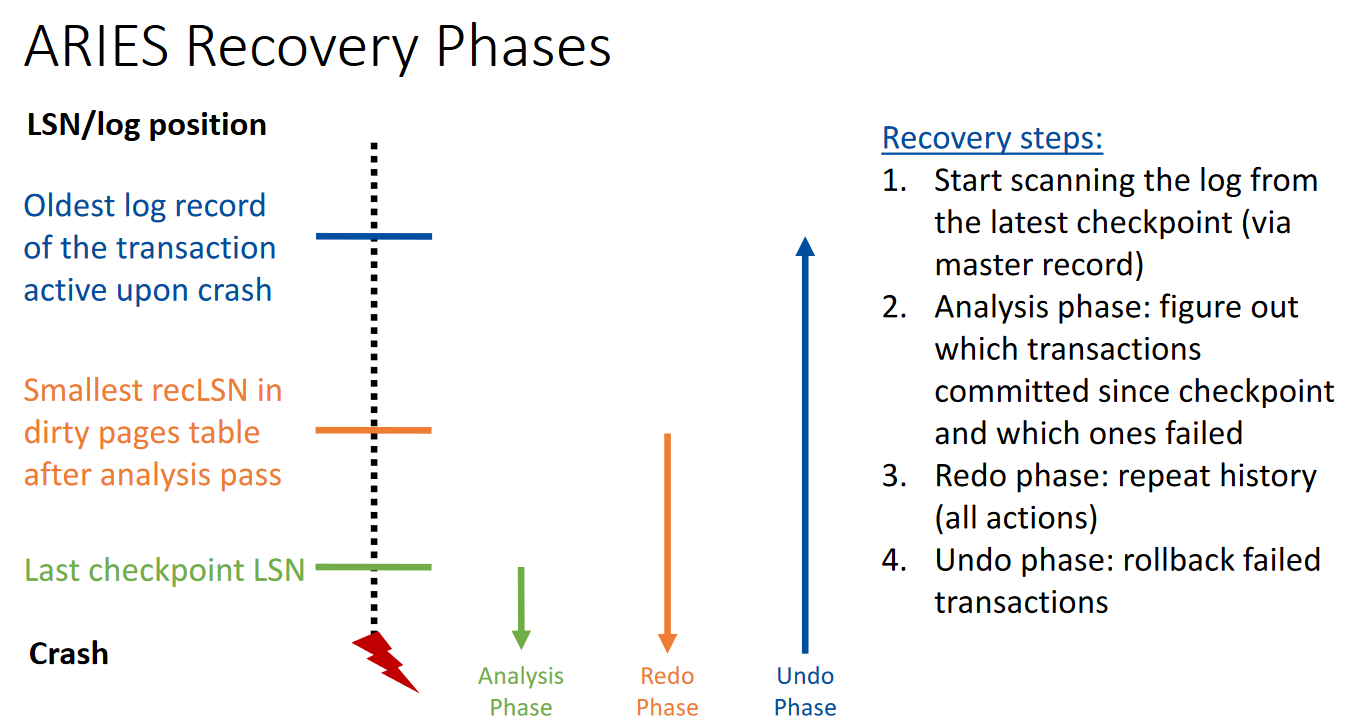 ARIES Recovery Phases
LSN/log position
Oldest log record
of the transaction
active upon crash
Smallest recLSN in
dirty pages table
after analysis pass
Last checkpoint LSN
Crash
Analysis
Phase
Redo
Phase
Undo
Phase
Recovery steps:
1. Start scanning the log from
the latest checkpoint (via
master record)
2. Analysis phase: figure out
which transactions
committed since checkpoint
and which ones failed
3. Redo phase: repeat history
(all actions)
4. Undo phase: rollback failed
transactions